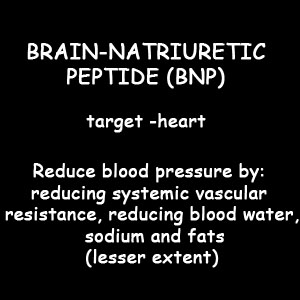 BRAIN-NATRIURETIC
PEPTIDE (BNP)
target -heart
Reduce blood pressure by:
reducing systemic vascular
resistance, reducing blood water,
sodium and fats
(lesser extent)